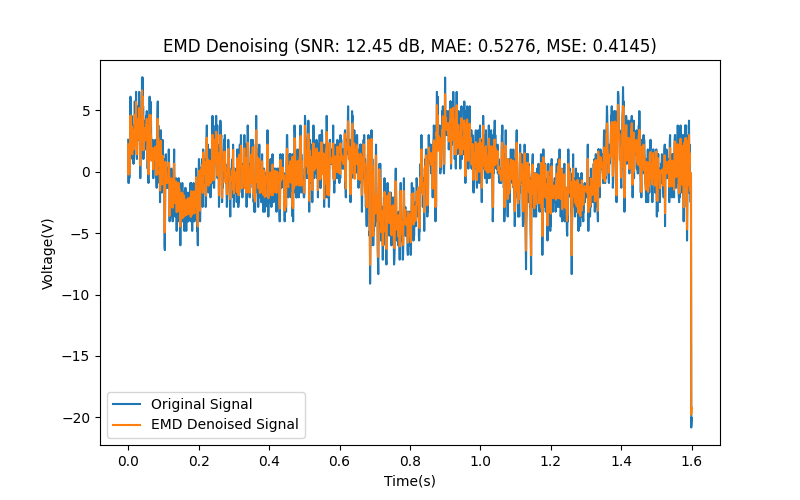 EMD Denoising (SNR: 12.45 dB, MAE: 0.5276, MSE: 0.4145)
5
0
−5
−10
−15
−20
Voltage(V)
Original Signal
EMD Denoised Signal
0.0 0.2 0.4 0.6 0.8 1.0 1.2 1.4 1.6
Time(s)